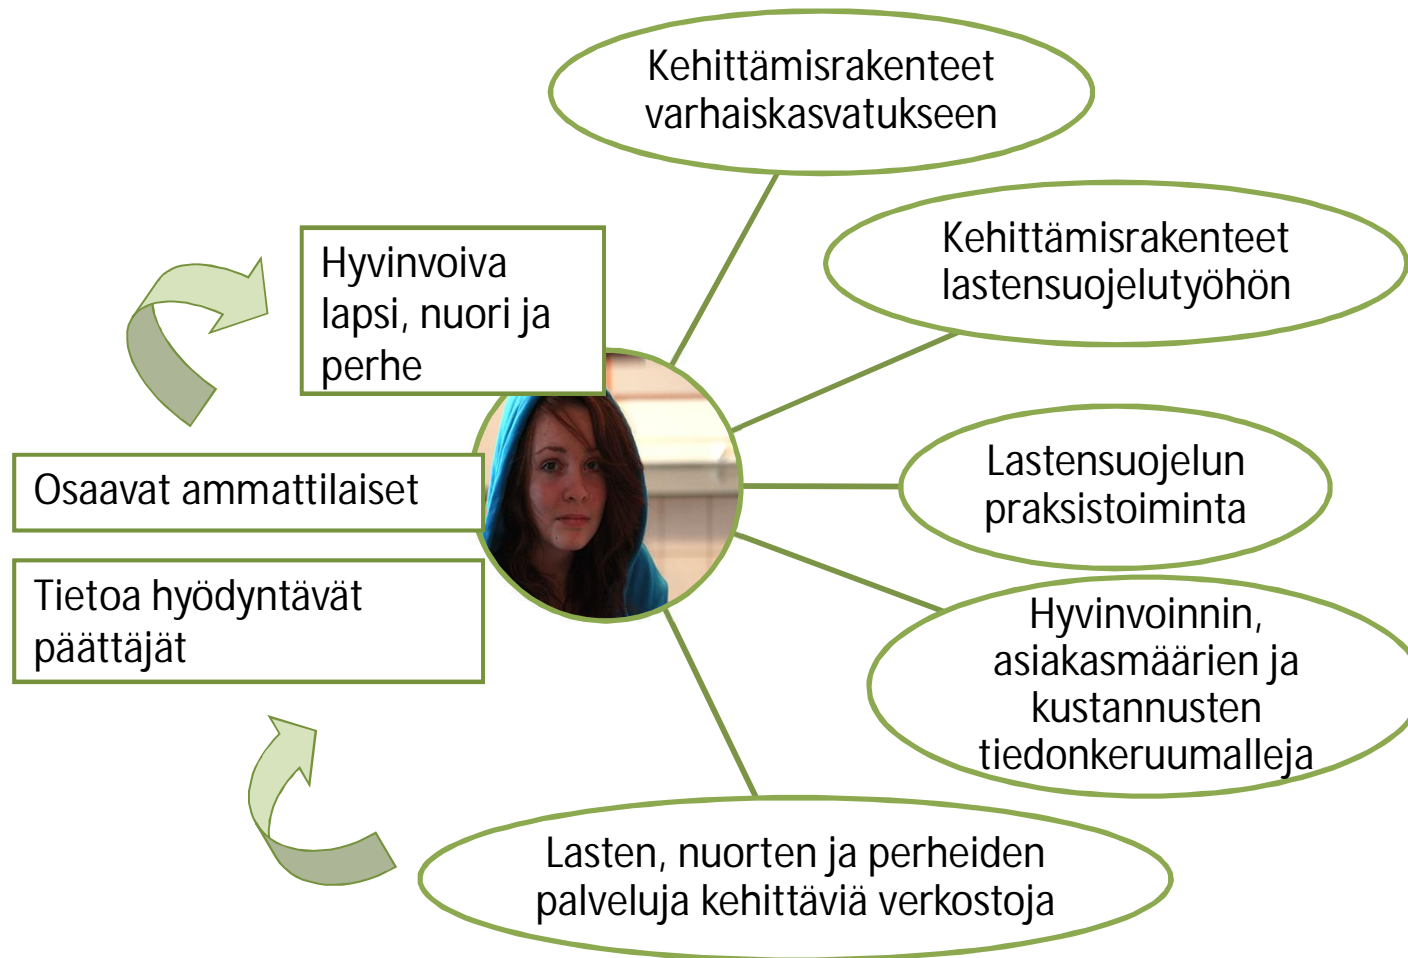 Kehittämisrakenteet
varhaiskasvatukseen
Kehittämisrakenteet
lastensuojelutyöhön
Hyvinvoiva
lapsi, nuori ja
perhe
Osaavat ammattilaiset
Tietoa hyödyntävät
päättäjät
Lastensuojelun
praksistoiminta
Hyvinvoinnin,
asiakasmäärien ja
kustannusten
tiedonkeruumalleja
Lasten, nuorten ja perheiden
palveluja kehittäviä verkostoja